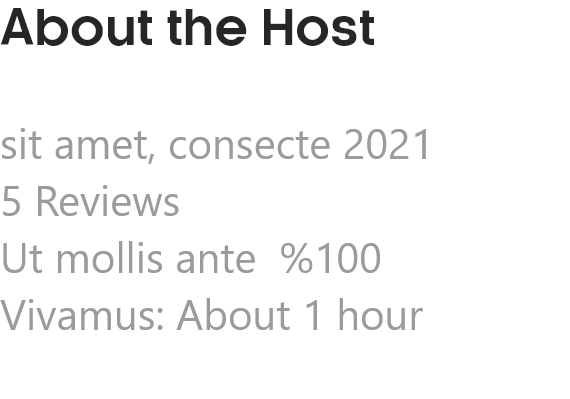 About the Host
sit amet, consecte 2021
5 Reviews
Ut mollis ante  %100
Vivamus: About 1 hour